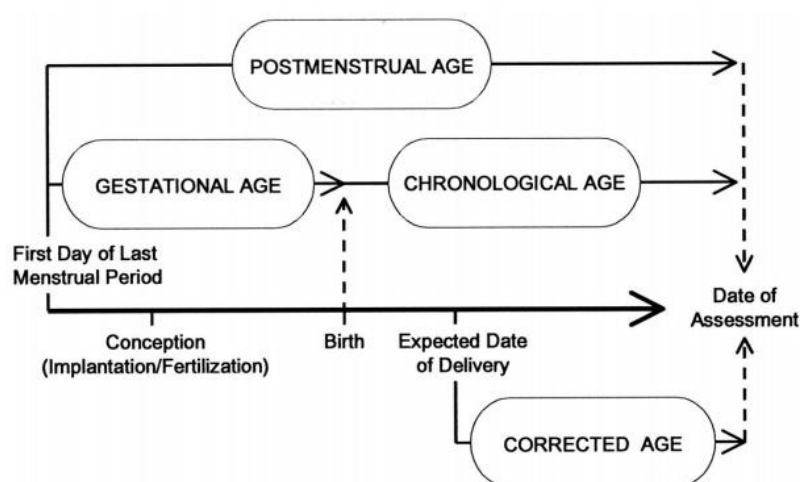 POSTMENSTRUAL AGE
GESTATIONAL AGE
CHRONOLOGICAL AGE
First Day of Last
Menstrual Period
Conception
(Implantation/Fertilization)
Birth
Expected Date
of Delivery
Date of
Assessment
CORRECTED AGE